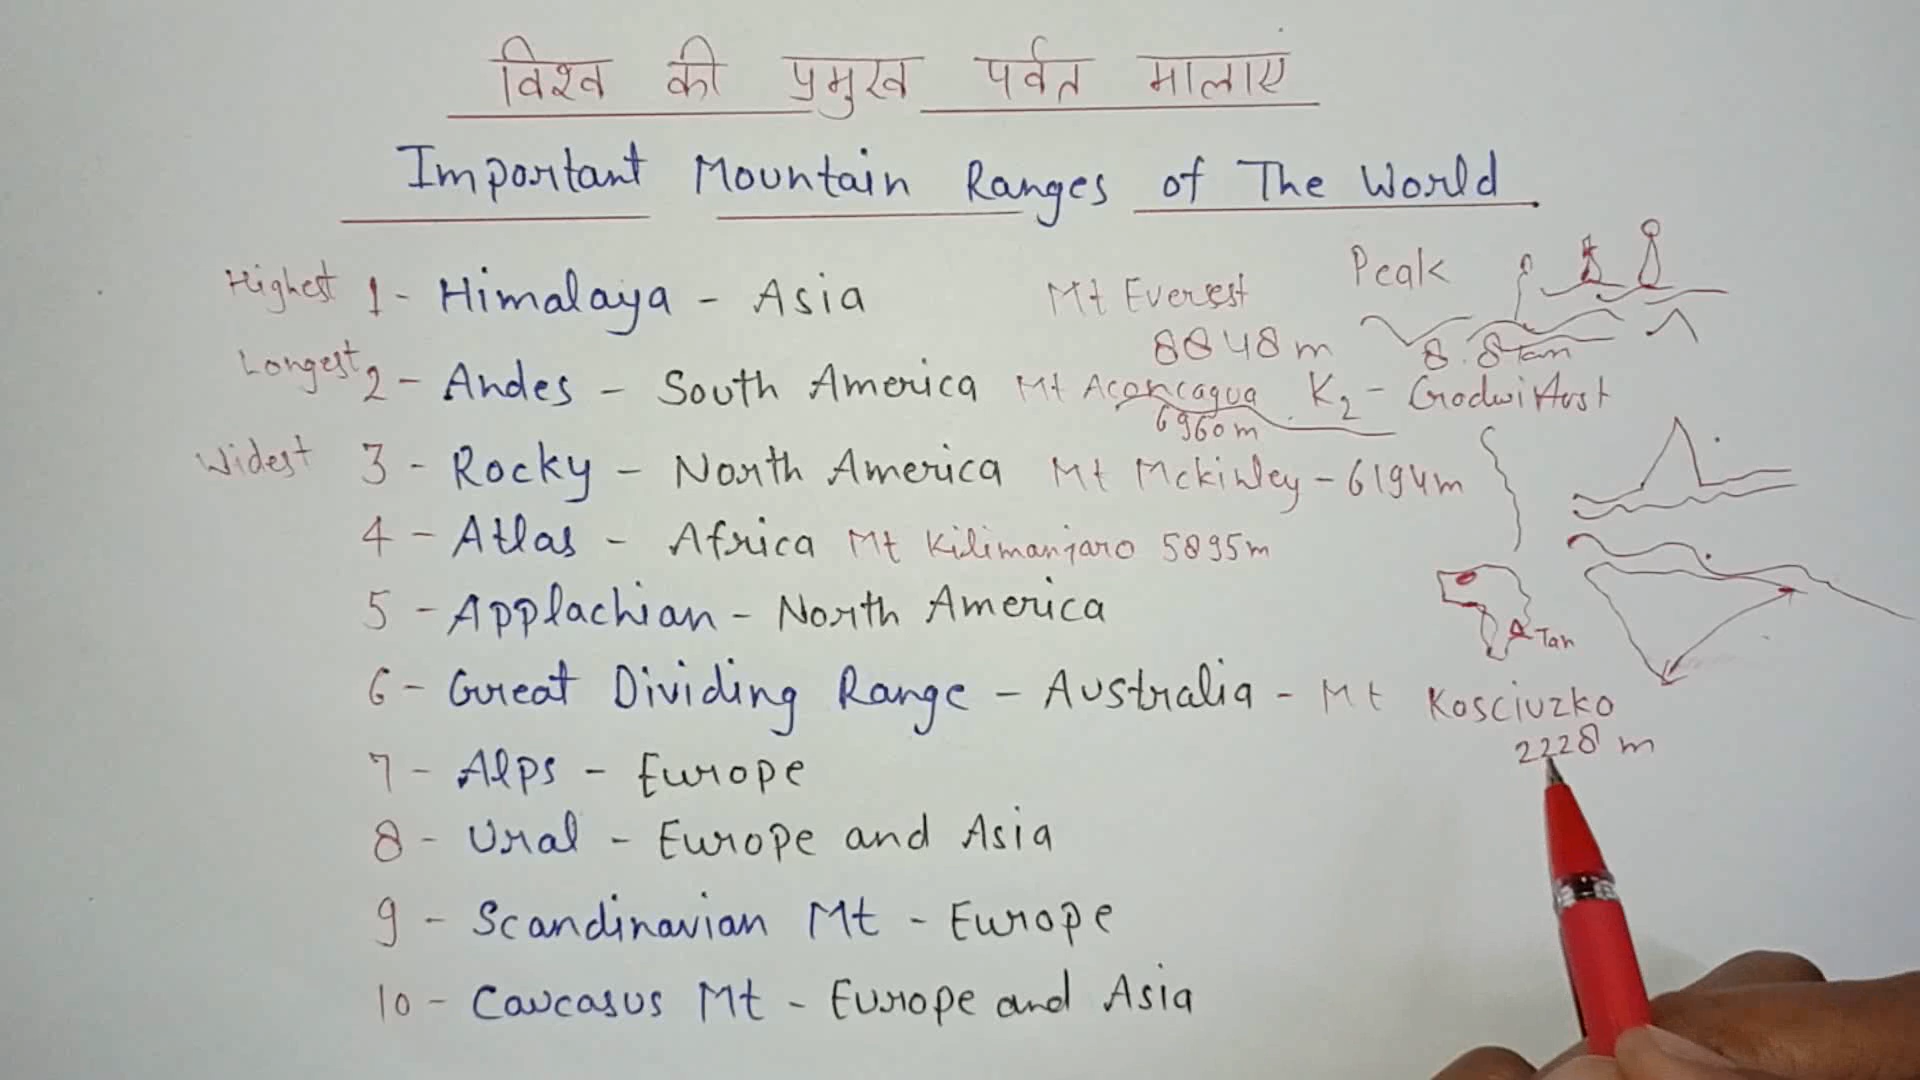 विश्व की प्रमुख पर्वत मालाएं
Important Mountain Ranges of The World
Highest 1 - Himalaya - Asia Mt Everest Peak
8848 m 8.8
Longest 2 - Andes - South America Mt Aconcagua K2 - Godwi Aust
6960m
Widest 3 - Rocky - North America Mt Mckinley - 6194m
4 - Atlas - Africa Mt Kilimanjaro 5895m
5 - Applachian - North America
Tan
6 - Great Dividing Range - Australia - Mt Kosciuzko
2228 m
7 - Alps - Europe
8 - Ural - Europe and Asia
9 - Scandinavian Mt - Europe
10 - Caucasus Mt - Europe and Asia